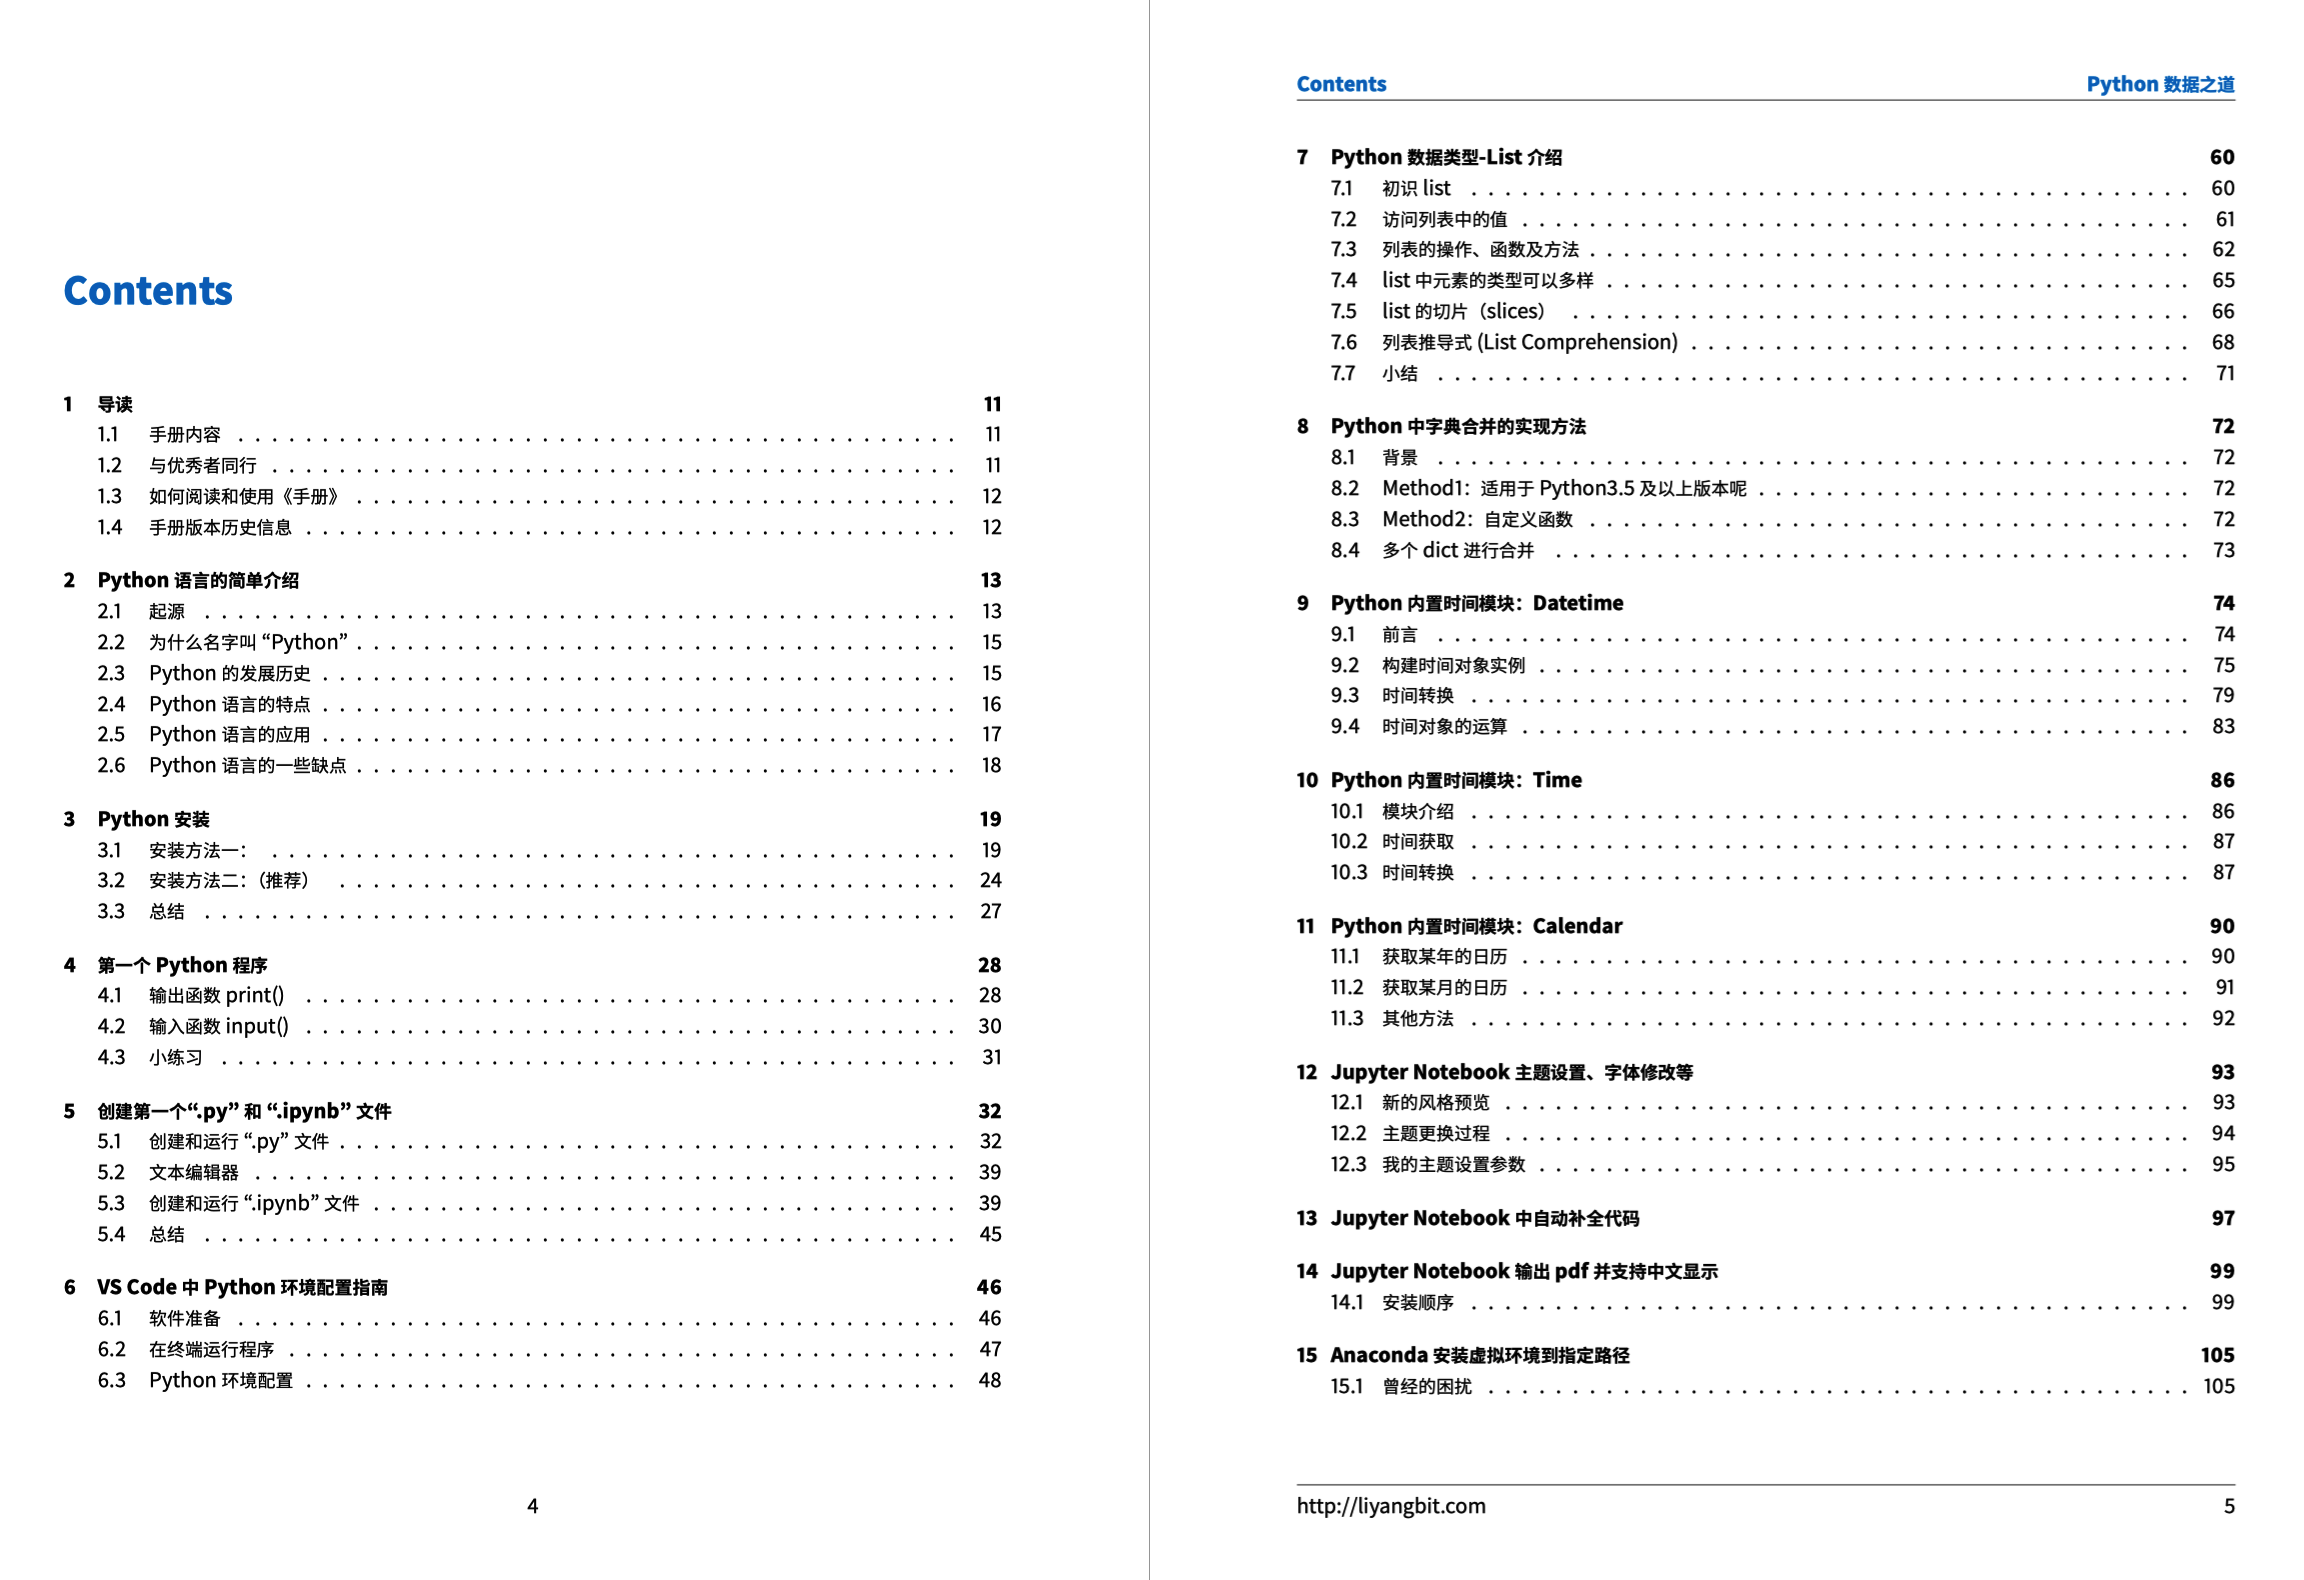 Contents
1 导读 11
1.1 手册内容 . . . . . . . . . . 11
1.2 与优秀者同行 . . . . . . . . . . 11
1.3 如何阅读和使用《手册》 . . . . . . . . . . 12
1.4 手册版本历史信息 . . . . . . . . . . 12
2 Python 语言的简单介绍 13
2.1 起源 . . . . . . . . . . 13
2.2 为什么名字叫 “Python” . . . . . . . . . . 15
2.3 Python 的发展历史 . . . . . . . . . . 15
2.4 Python 语言的特点 . . . . . . . . . . 16
2.5 Python 语言的应用 . . . . . . . . . . 17
2.6 Python 语言的一些缺点 . . . . . . . . . . 18
3 Python 安装 19
3.1 安装方法一： . . . . . . . . . . 19
3.2 安装方法二：（推荐） . . . . . . . . . . 24
3.3 总结 . . . . . . . . . . 27
4 第一个 Python 程序 28
4.1 输出函数 print() . . . . . . . . . . 28
4.2 输入函数 input() . . . . . . . . . . 30
4.3 小练习 . . . . . . . . . . 31
5 创建第一个“.py” 和 “.ipynb” 文件 32
5.1 创建和运行 “.py” 文件 . . . . . . . . . . 32
5.2 文本编辑器 . . . . . . . . . . 39
5.3 创建和运行 “.ipynb” 文件 . . . . . . . . . . 39
5.4 总结 . . . . . . . . . . 45
6 VS Code 中 Python 环境配置指南 46
6.1 软件准备 . . . . . . . . . . 46
6.2 在终端运行程序 . . . . . . . . . . 47
6.3 Python 环境配置 . . . . . . . . . . 48
4
Contents Python 数据之道
7 Python 数据类型-List 介绍 60
7.1 初识 list . . . . . . . . . . 60
7.2 访问列表中的值 . . . . . . . . . . 61
7.3 列表的操作、函数及方法 . . . . . . . . . . 62
7.4 list 中元素的类型可以多样 . . . . . . . . . . 65
7.5 list 的切片（slices） . . . . . . . . . . 66
7.6 列表推导式 (List Comprehension) . . . . . . . . . . 68
7.7 小结 . . . . . . . . . . 71
8 Python 中字典合并的实现方法 72
8.1 背景 . . . . . . . . . . 72
8.2 Method1：适用于 Python3.5 及以上版本呢 . . . . . . . . . . 72
8.3 Method2：自定义函数 . . . . . . . . . . 72
8.4 多个 dict 进行合并 . . . . . . . . . . 73
9 Python 内置时间模块：Datetime 74
9.1 前言 . . . . . . . . . . 74
9.2 构建时间对象实例 . . . . . . . . . . 75
9.3 时间转换 . . . . . . . . . . 79
9.4 时间对象的运算 . . . . . . . . . . 83
10 Python 内置时间模块：Time 86
10.1 模块介绍 . . . . . . . . . . 86
10.2 时间获取 . . . . . . . . . . 87
10.3 时间转换 . . . . . . . . . . 87
11 Python 内置时间模块：Calendar 90
11.1 获取某年的日历 . . . . . . . . . . 90
11.2 获取某月的日历 . . . . . . . . . . 91
11.3 其他方法 . . . . . . . . . . 92
12 Jupyter Notebook 主题设置、字体修改等 93
12.1 新的风格预览 . . . . . . . . . . 93
12.2 主题更换过程 . . . . . . . . . . 94
12.3 我的主题设置参数 . . . . . . . . . . 95
13 Jupyter Notebook 中自动补全代码 97
14 Jupyter Notebook 输出 pdf 并支持中文显示 99
14.1 安装顺序 . . . . . . . . . . 99
15 Anaconda 安装虚拟环境到指定路径 105
15.1 曾经的困扰 . . . . . . . . . . 105
http://liyangbit.com 5